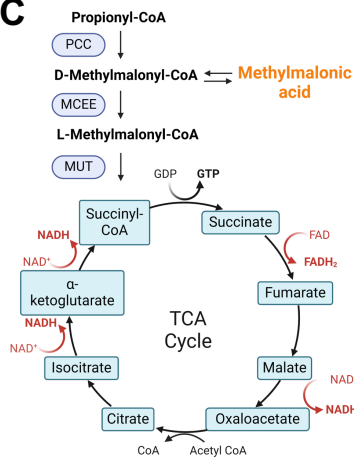 C
Propionyl-CoA
PCC
D-Methylmalonyl-CoA
Methylmalonic
acid
MCEE
L-Methylmalonyl-CoA
MUT
GDP
GTP
Succinyl-
CoA
Succinate
NADH
NAD⁺
FAD
FADH₂
α-
ketoglutarate
Fumarate
NADH
NAD⁺
TCA
Cycle
Isocitrate
Malate
NAD
NADH
Citrate
Oxaloacetate
CoA
Acetyl CoA